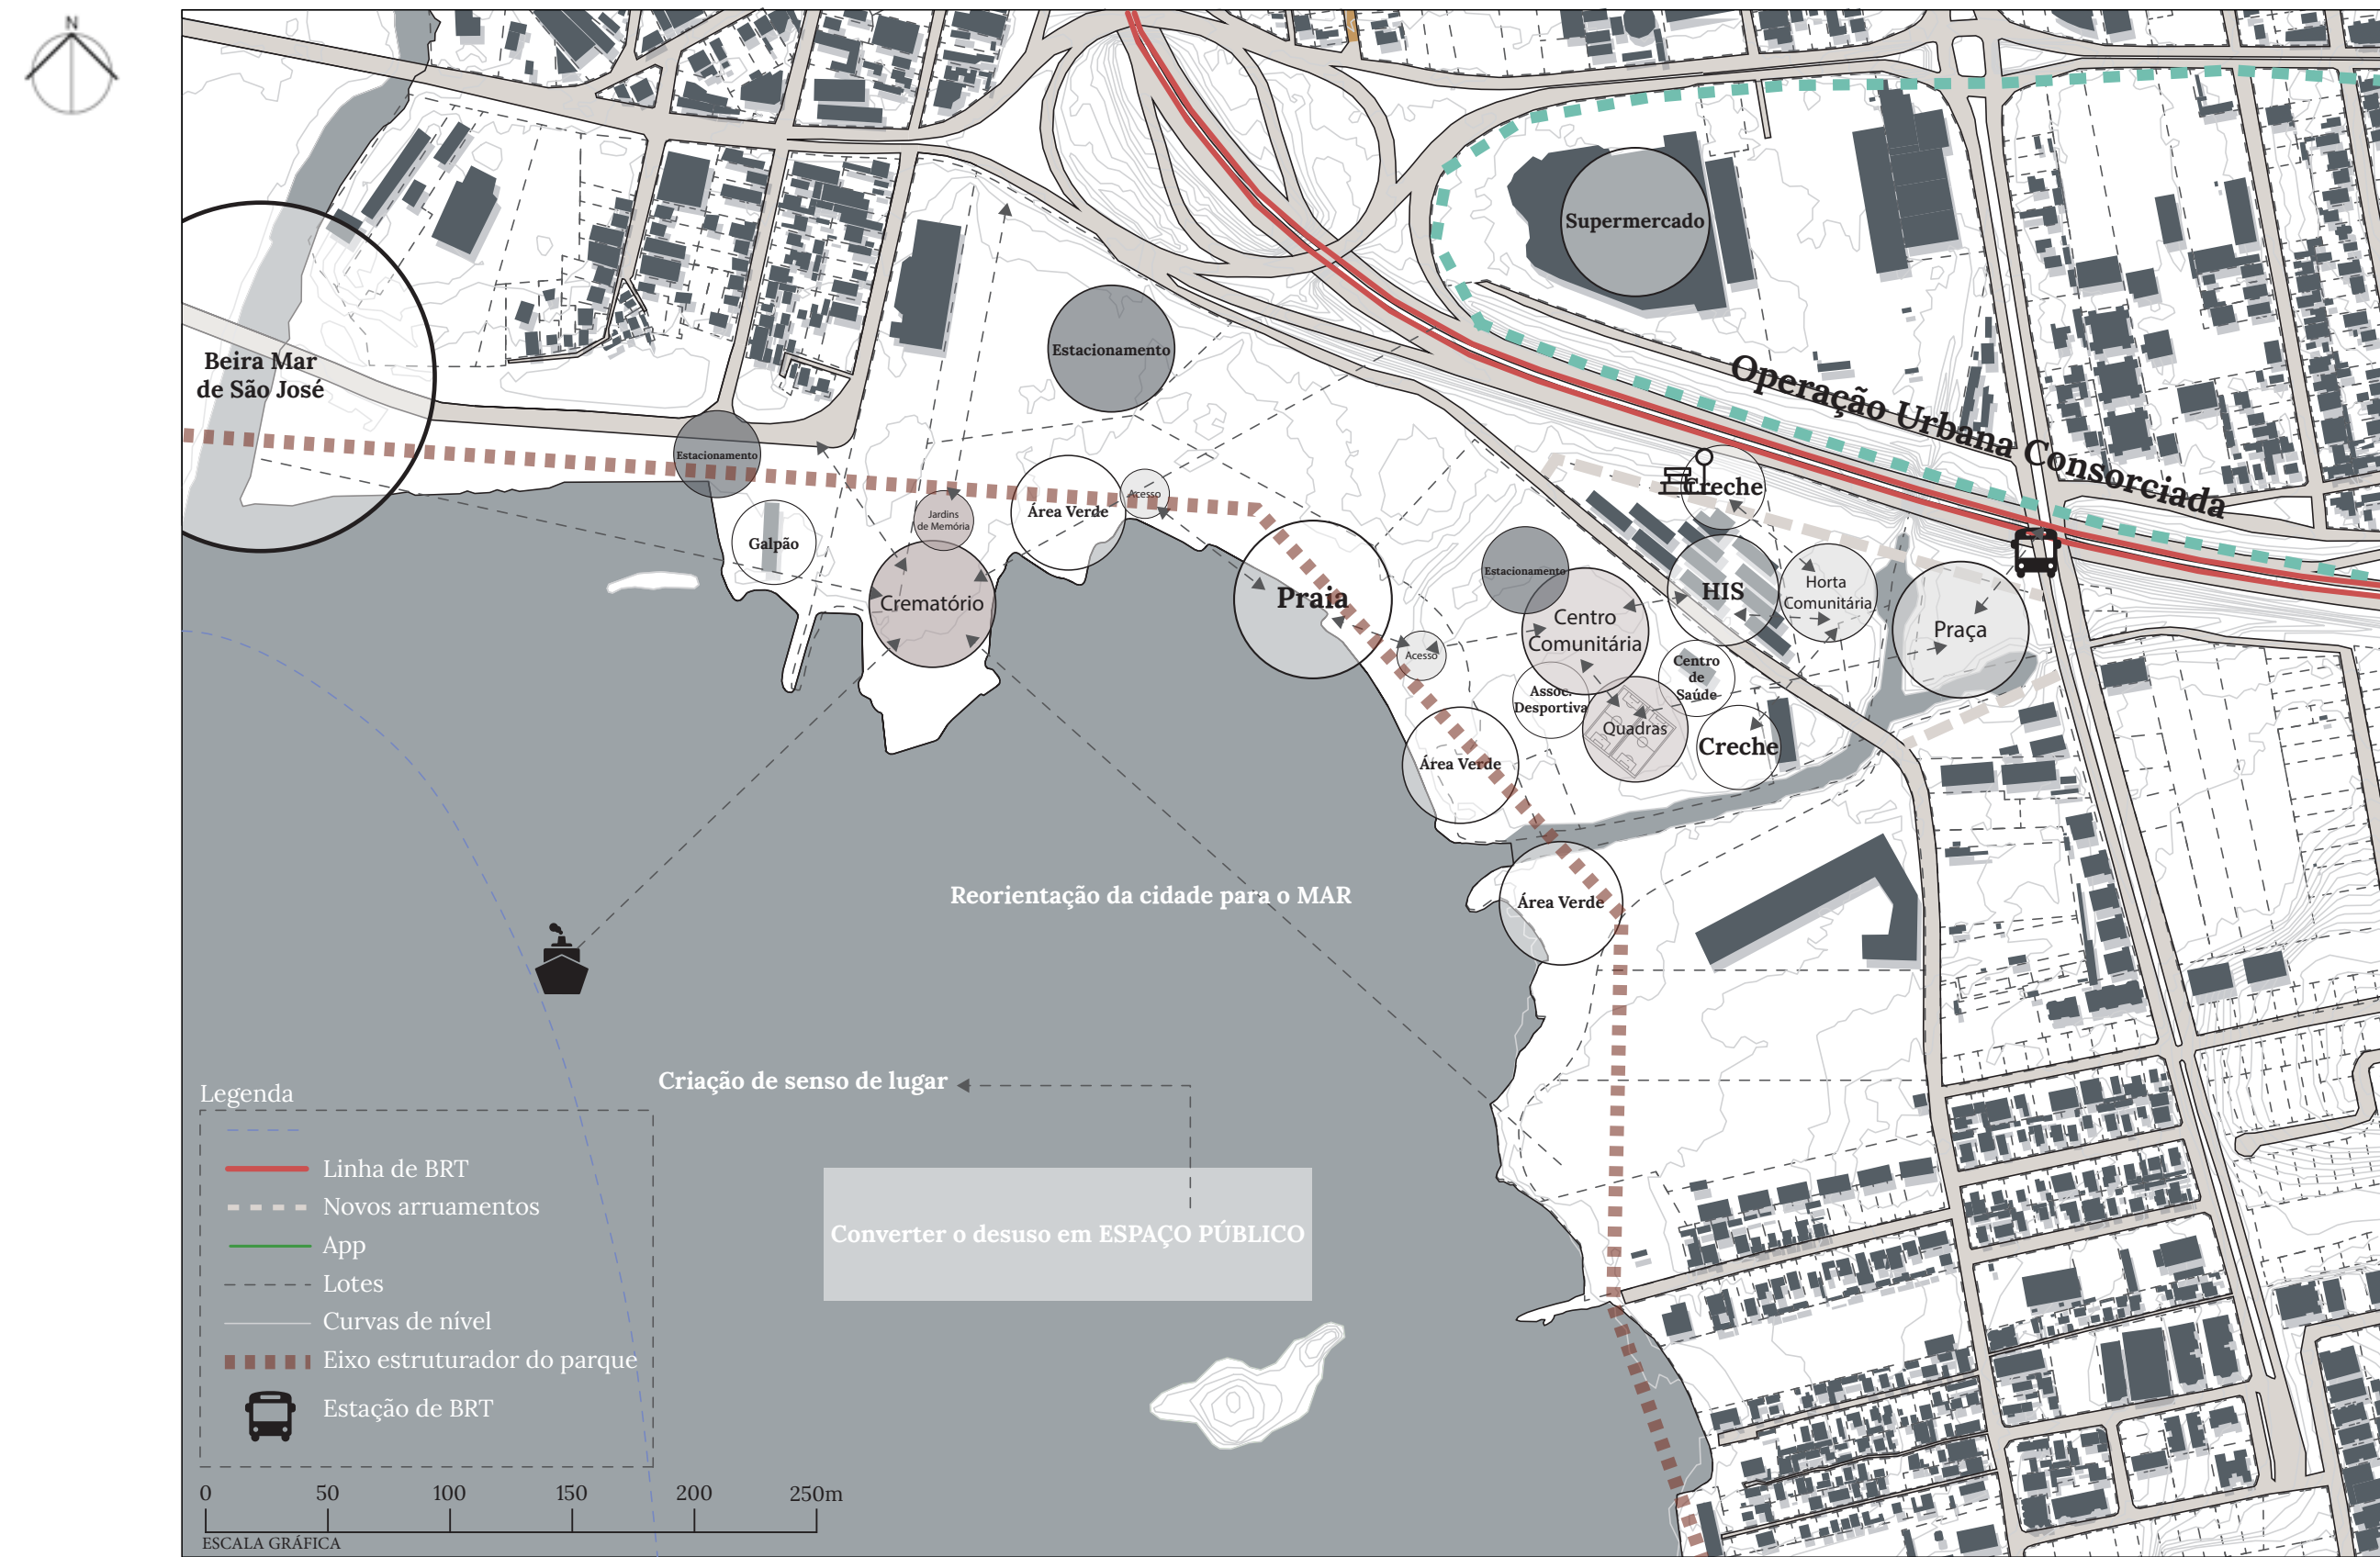 N
Supermercado
Operação Urbana Consorciada
Beira Mar
de São José
Estacionamento
Estacionamento
Jardins
de Memória
Área Verde
Acesso
Galpão
Crematório
Praia
Acesso
Estacionamento
Centro
Comunitária
Creche
HIS
Horta
Comunitária
Praça
Centro
de
Saúde
Assoc.
Desportiva
Quadras
Creche
Área Verde
Área Verde
Reorientação da cidade para o MAR
Criação de senso de lugar
Converter o desuso em ESPAÇO PÚBLICO
Legenda
Linha de BRT
Novos arruamentos
App
Lotes
Curvas de nível
Eixo estruturador do parque
Estação de BRT
0 50 100 150 200 250m
ESCALA GRÁFICA